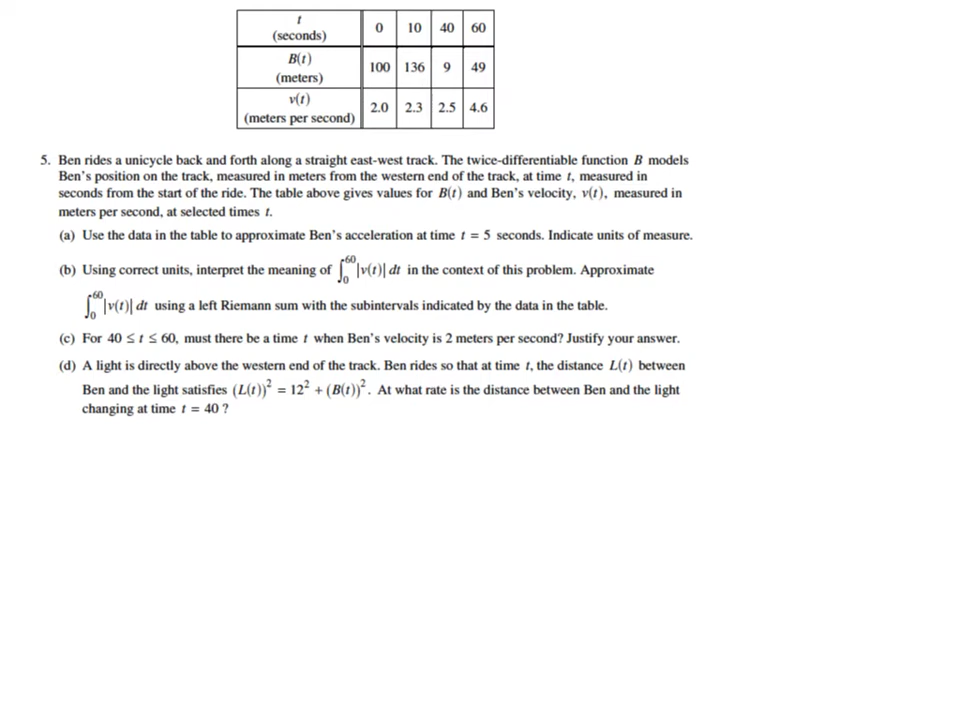 t
(seconds) 0 10 40 60
B(t)
(meters) 100 136 9 49
v(t)
(meters per second) 2.0 2.3 2.5 4.6
5. Ben rides a unicycle back and forth along a straight east-west track. The twice-differentiable function B models
Ben's position on the track, measured in meters from the western end of the track, at time t, measured in
seconds from the start of the ride. The table above gives values for B(t) and Ben's velocity, v(t), measured in
meters per second, at selected times t.
(a) Use the data in the table to approximate Ben's acceleration at time t = 5 seconds. Indicate units of measure.
(b) Using correct units, interpret the meaning of ∫₀⁶⁰ |v(t)| dt in the context of this problem. Approximate
∫₀⁶⁰ |v(t)| dt using a left Riemann sum with the subintervals indicated by the data in the table.
(c) For 40 ≤ t ≤ 60, must there be a time t when Ben's velocity is 2 meters per second? Justify your answer.
(d) A light is directly above the western end of the track. Ben rides so that at time t, the distance L(t) between
Ben and the light satisfies (L(t))² = 12² + (B(t))². At what rate is the distance between Ben and the light
changing at time t = 40 ?